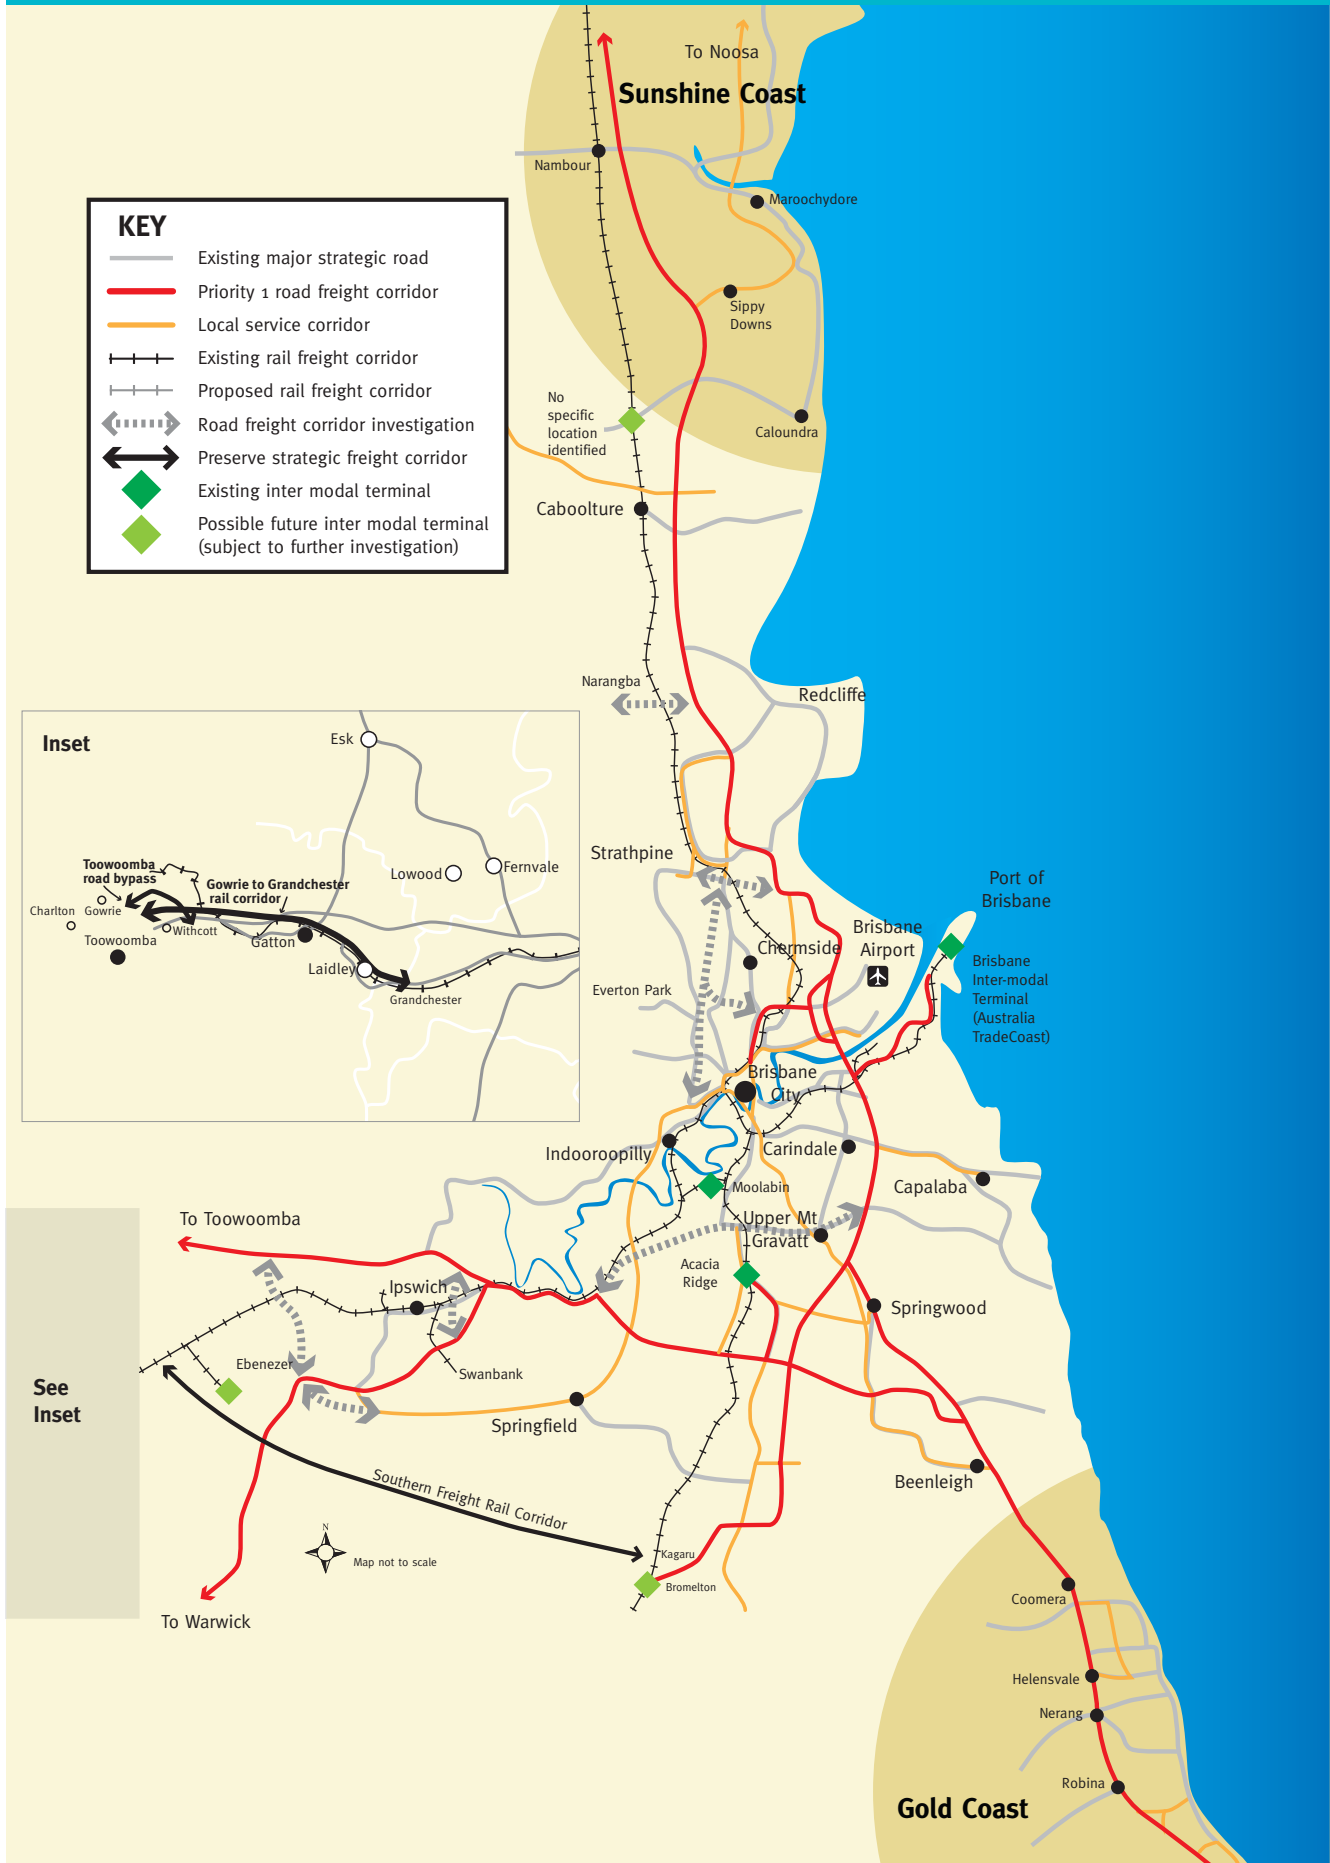 To Noosa
Sunshine Coast
Nambour
Maroochydore
KEY
Existing major strategic road
Priority 1 road freight corridor
Local service corridor
Existing rail freight corridor
Proposed rail freight corridor
Road freight corridor investigation
Preserve strategic freight corridor
Existing inter modal terminal
Possible future inter modal terminal
(subject to further investigation)
Sippy
Downs
No
specific
location
identified
Caloundra
Caboolture
Narangba
Redcliffe
Inset
Esk
Lowood
Fernvale
Toowoomba
road bypass
Gowrie to Grandchester
rail corridor
Charlton
Gowrie
Withcott
Toowoomba
Gatton
Laidley
Grandchester
Strathpine
Port of
Brisbane
Brisbane
Airport
Chermside
Brisbane
Inter-modal
Terminal
(Australia
TradeCoast)
Everton Park
Brisbane
City
Indooroopilly
Carindale
Capalaba
Moolabin
Upper Mt
Gravatt
To Toowoomba
Acacia
Ridge
Ipswich
Springwood
Ebenezer
Swanbank
See
Inset
Springfield
Beenleigh
Southern Freight Rail Corridor
N
Map not to scale
Kagaru
Bromelton
To Warwick
Coomera
Helensvale
Nerang
Robina
Gold Coast